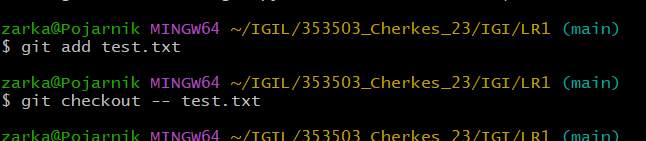 zarka@Pojarnik MINGW64 ~/IGIL/353503_Cherkes_23/IGI/LR1 (main)
$ git add test.txt
zarka@Pojarnik MINGW64 ~/IGIL/353503_Cherkes_23/IGI/LR1 (main)
$ git checkout -- test.txt
zarka@Pojarnik MINGW64 ~/IGIL/353503_Cherkes_23/IGI/LR1 (main)